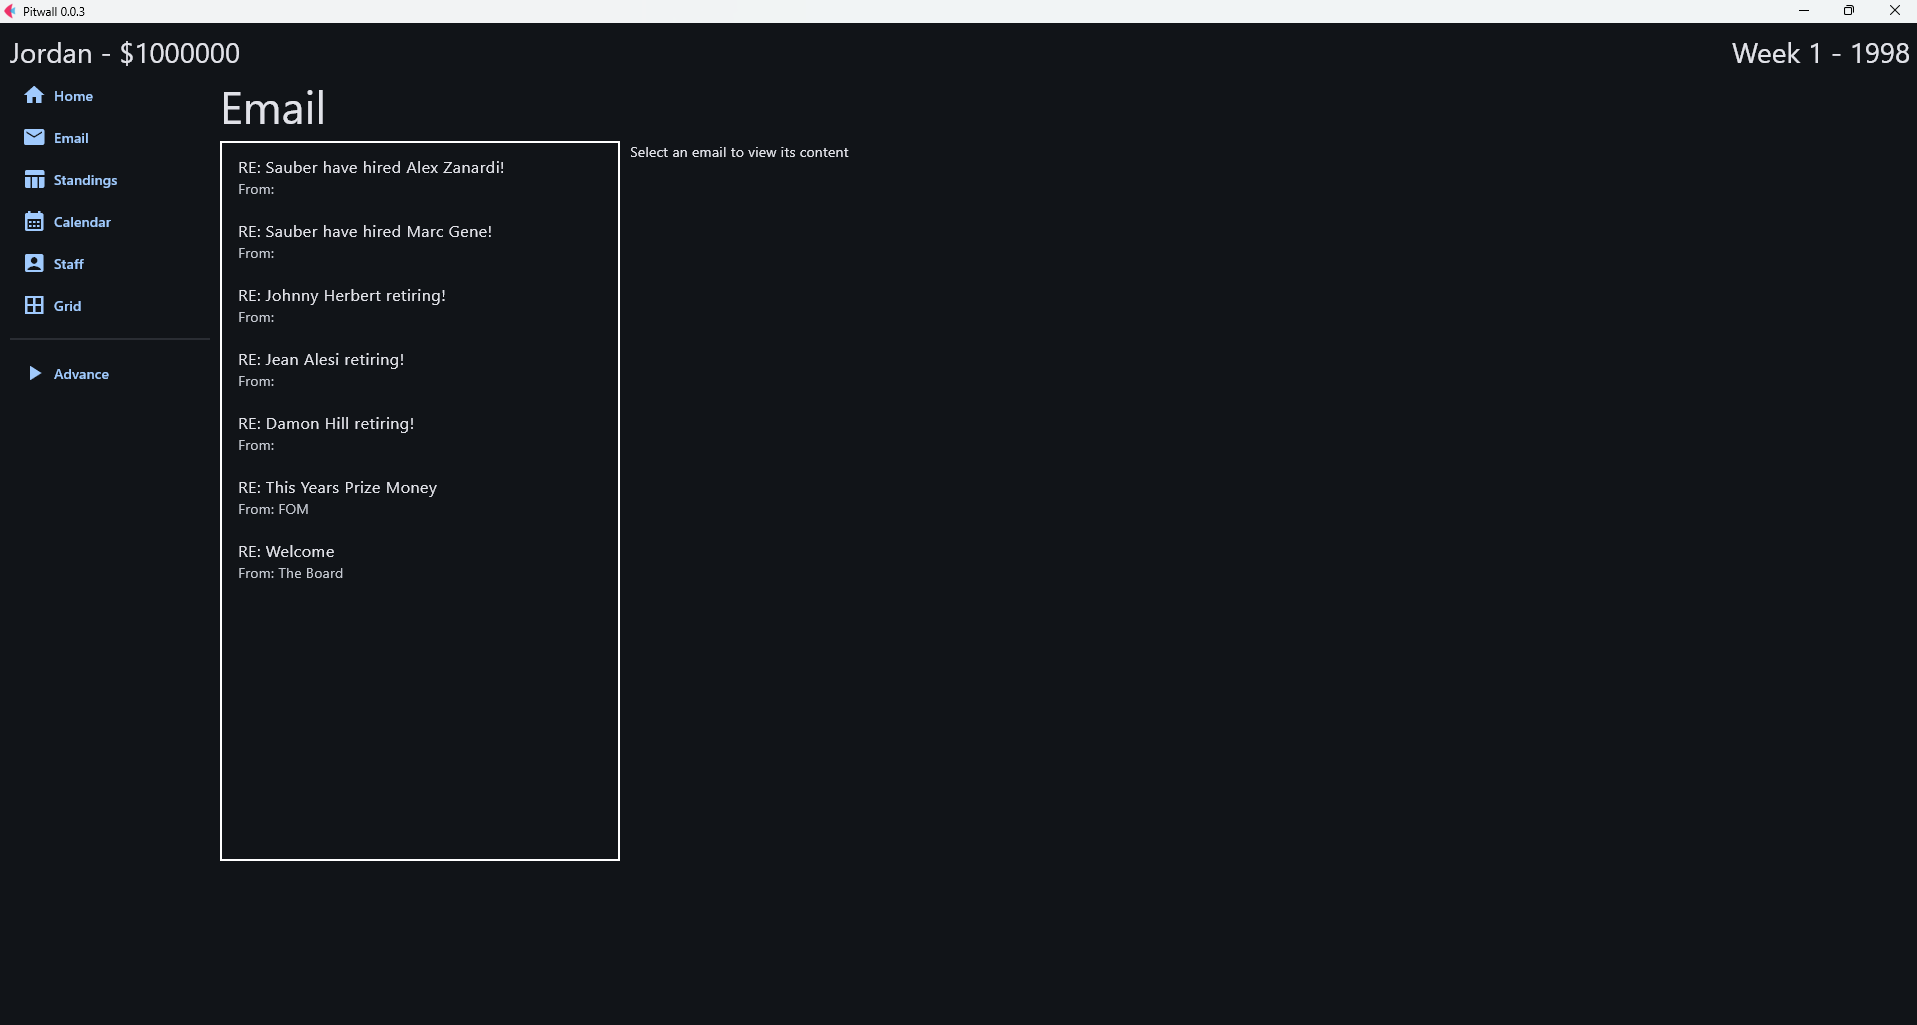 Pitwall 0.0.3
Jordan - $1000000
Week 1 - 1998
Home
Email
Standings
Calendar
Staff
Grid
Advance
Email
RE: Sauber have hired Alex Zanardi!
From:
RE: Sauber have hired Marc Gene!
From:
RE: Johnny Herbert retiring!
From:
RE: Jean Alesi retiring!
From:
RE: Damon Hill retiring!
From:
RE: This Years Prize Money
From: FOM
RE: Welcome
From: The Board
Select an email to view its content